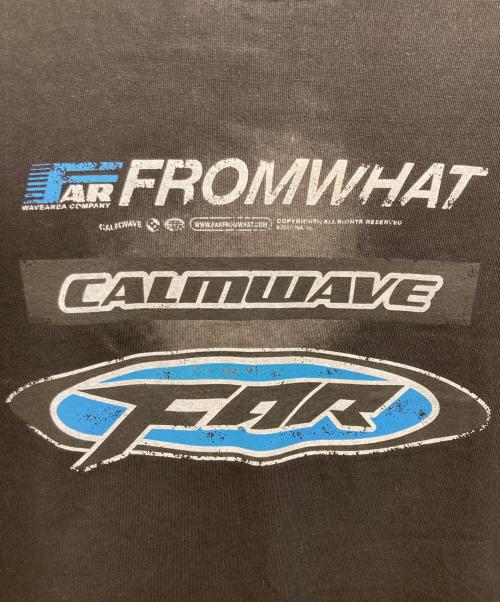 FAR FROMWHAT
WAVEAREA COMPANY
CALMWAVE WWW.FARFROMWHAT.COM COPYRIGHT ALL RIGHTS RESERVED
CALMWAVE
FAR